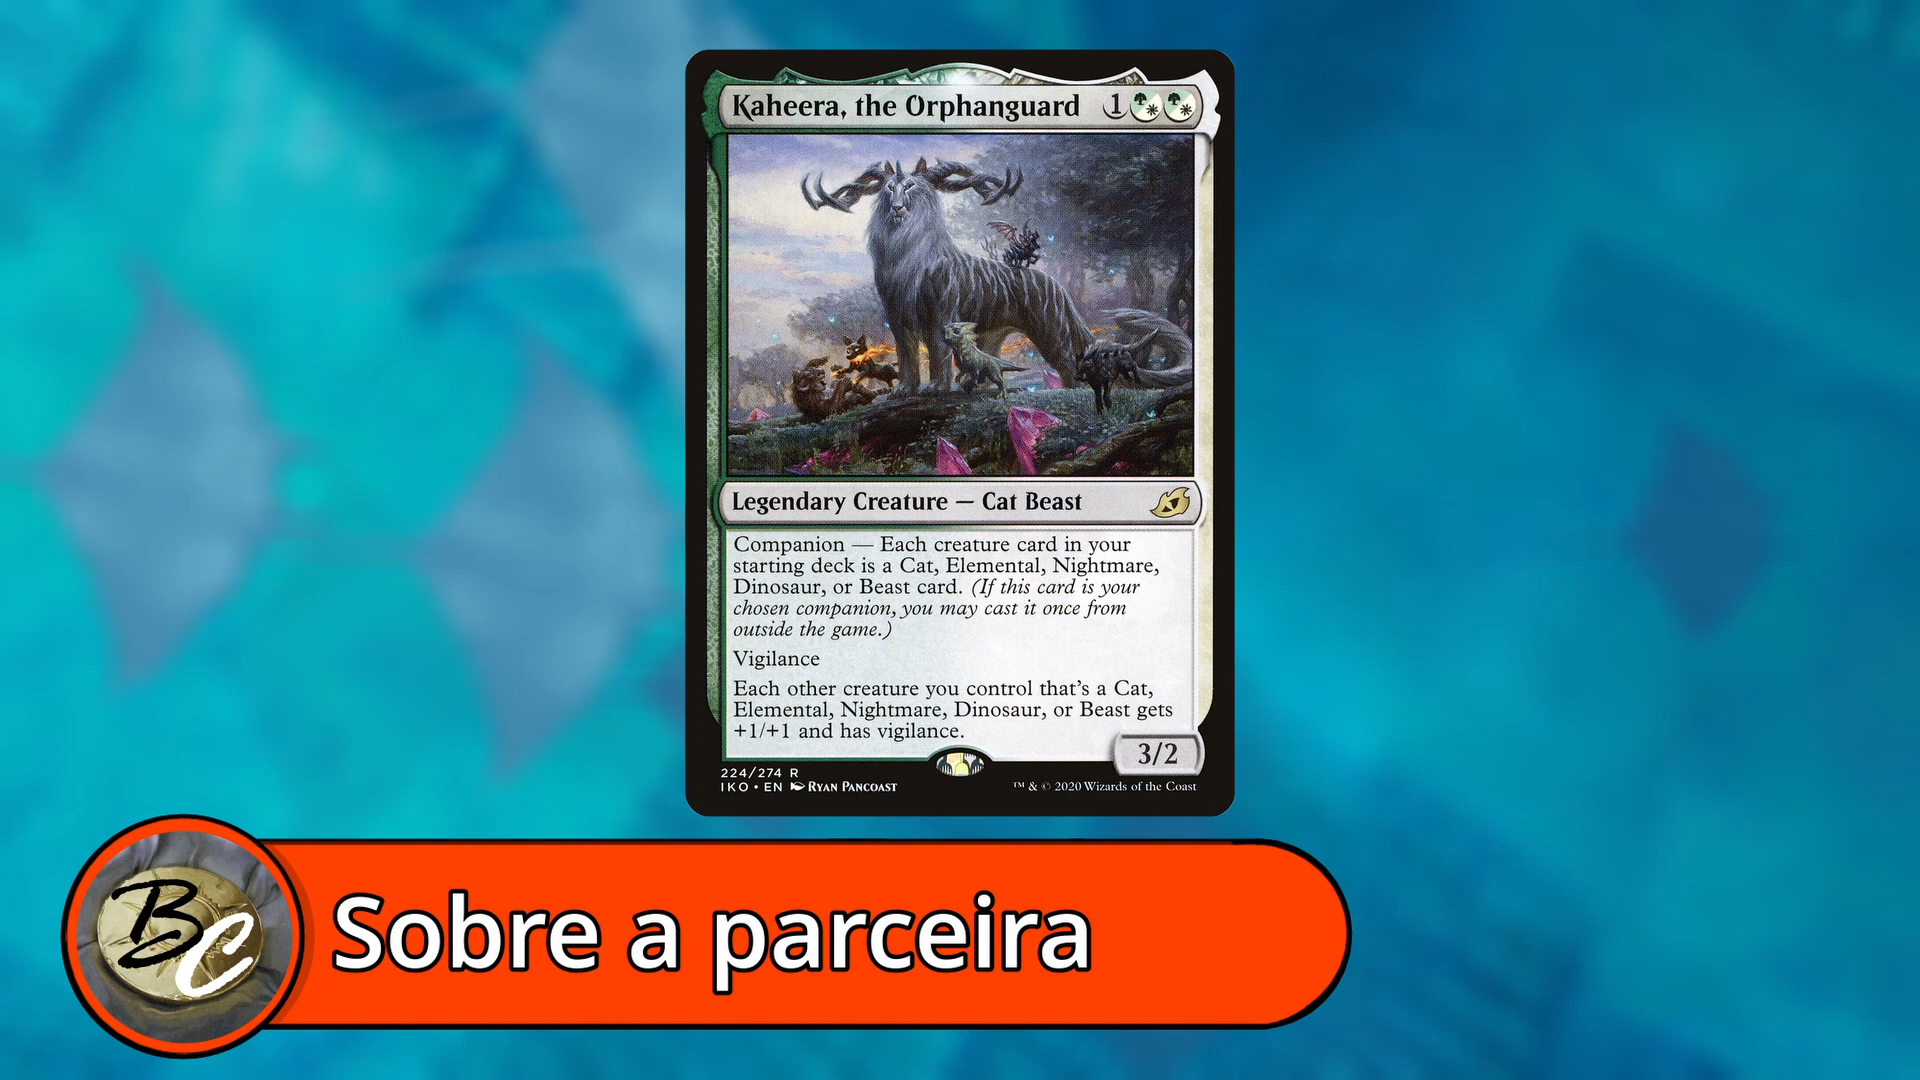 Kaheera, the Orphanguard 1
Legendary Creature — Cat Beast
Companion — Each creature card in your
starting deck is a Cat, Elemental, Nightmare,
Dinosaur, or Beast card. (If this card is your
chosen companion, you may cast it once from
outside the game.)
Vigilance
Each other creature you control that's a Cat,
Elemental, Nightmare, Dinosaur, or Beast gets
+1/+1 and has vigilance.
3/2
224/274 R
IKO • EN RYAN PANCOAST
™ & © 2020 Wizards of the Coast
BC
Sobre a parceira